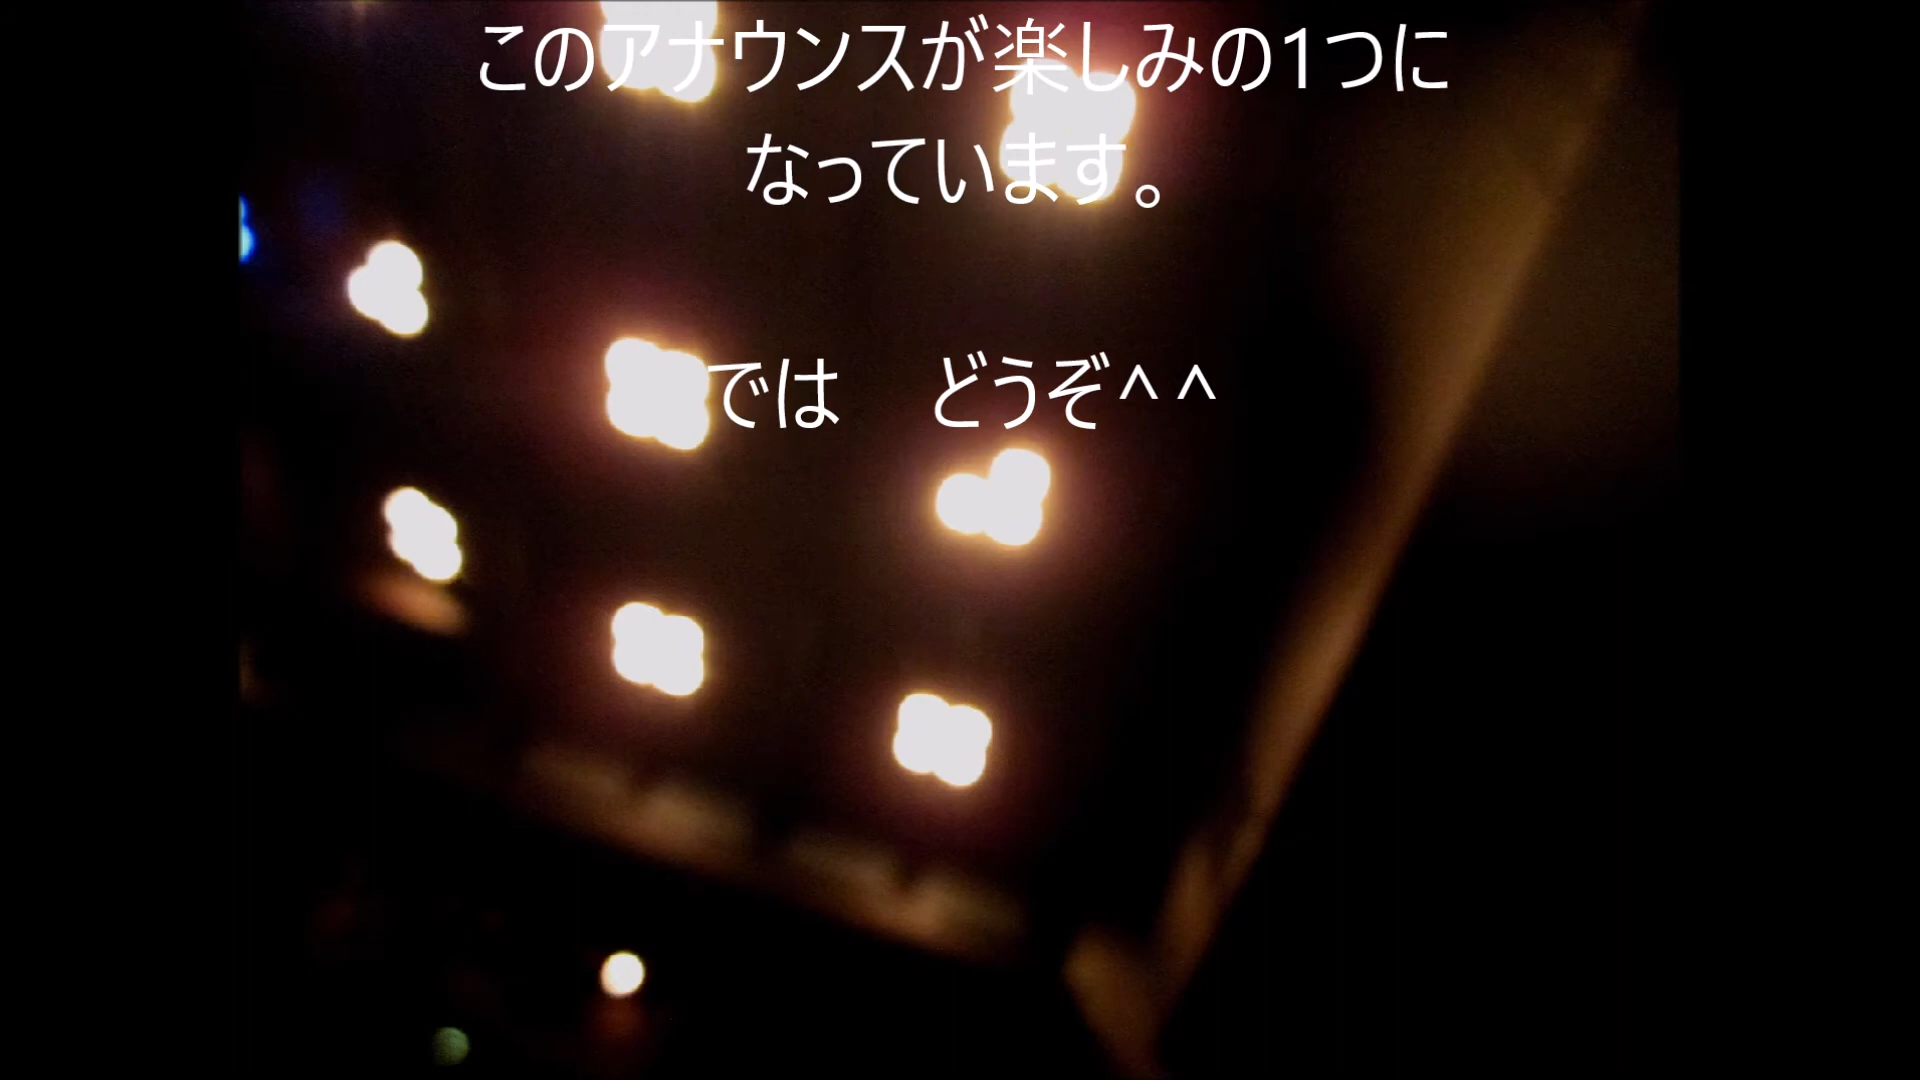 このアナウンスが楽しみの1つに
なっています。
では　どうぞ^^